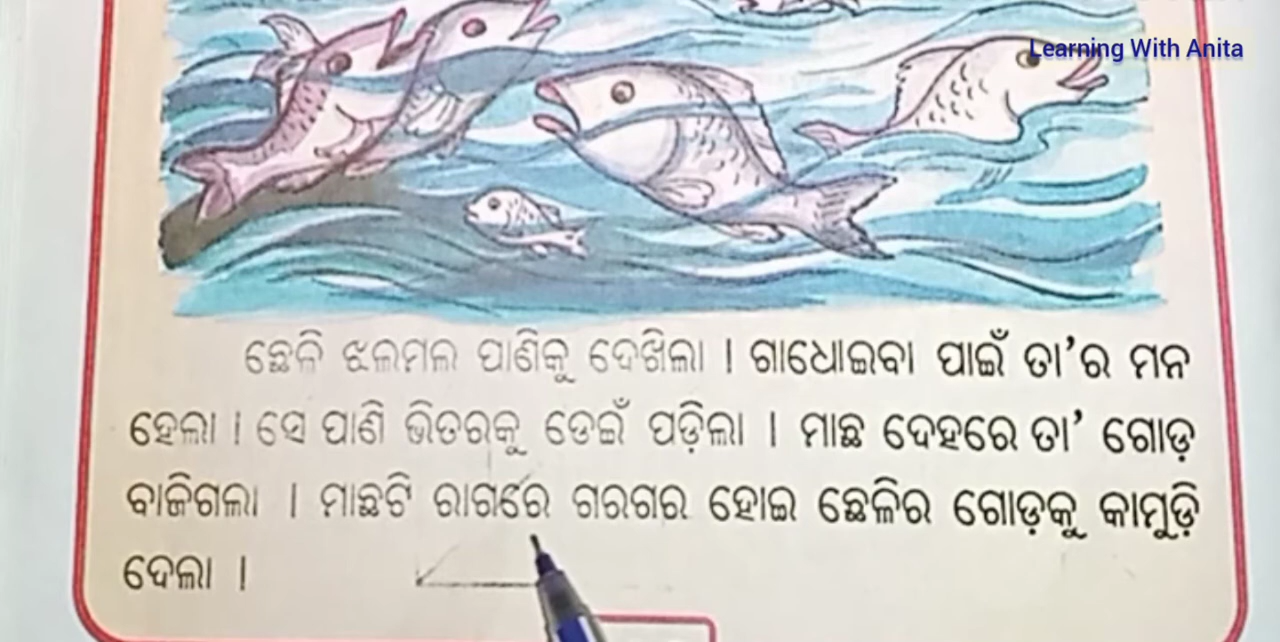 Learning With Anita
ଛେଳି ଝଲମଲ ପାଣିକୁ ଦେଖିଲା । ଗାଧୋଇବା ପାଇଁ ତା’ର ମନ
ହେଲା । ସେ ପାଣି ଭିତରକୁ ଡେଇଁ ପଡ଼ିଲା । ମାଛ ଦେହରେ ତା’ ଗୋଡ଼
ବାଜିଗଲା । ମାଛଟି ରାଗରେ ଗରଗର ହୋଇ ଛେଳିର ଗୋଡ଼କୁ କାମୁଡ଼ି
ଦେଲା ।